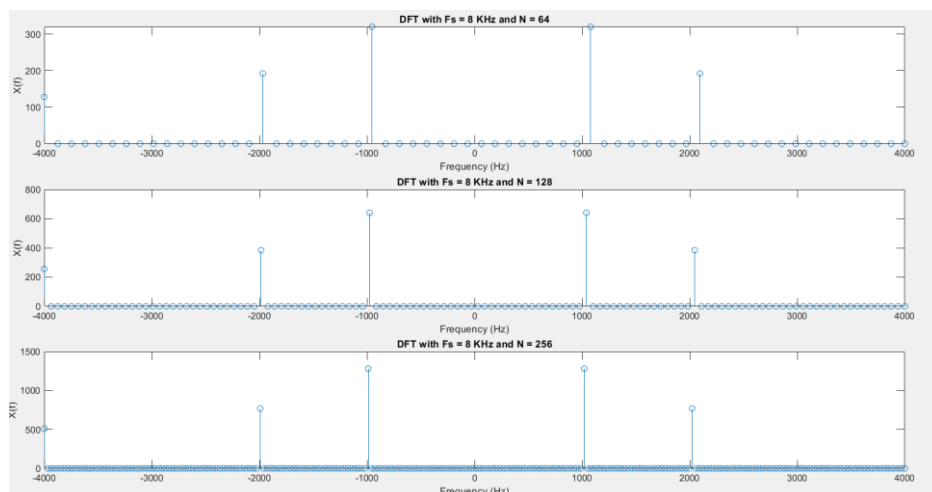 DFT with Fs = 8 KHz and N = 64
X(f)
300
200
100
0
-4000 -3000 -2000 -1000 0 1000 2000 3000 4000
Frequency (Hz)
DFT with Fs = 8 KHz and N = 128
X(f)
800
600
400
200
0
-4000 -3000 -2000 -1000 0 1000 2000 3000 4000
Frequency (Hz)
DFT with Fs = 8 KHz and N = 256
X(f)
1500
1000
500
0
-4000 -3000 -2000 -1000 0 1000 2000 3000 4000
Frequency (Hz)